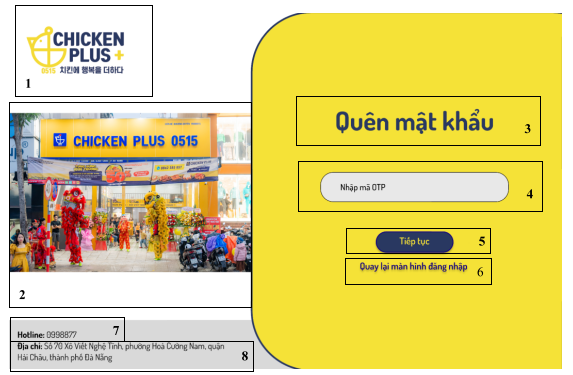 CHICKEN
PLUS +
0515 치킨에 행복을 더하다
1
CHICKEN PLUS 0515
2
Quên mật khẩu
3
Nhập mã OTP
4
Tiếp tục
5
Quay lại màn hình đăng nhập
6
Hotline: 0998877
7
Địa chỉ: Số 70 Xô Viết Nghệ Tĩnh, phường Hoà Cường Nam, quận
Hải Châu, thành phố Đà Nẵng
8